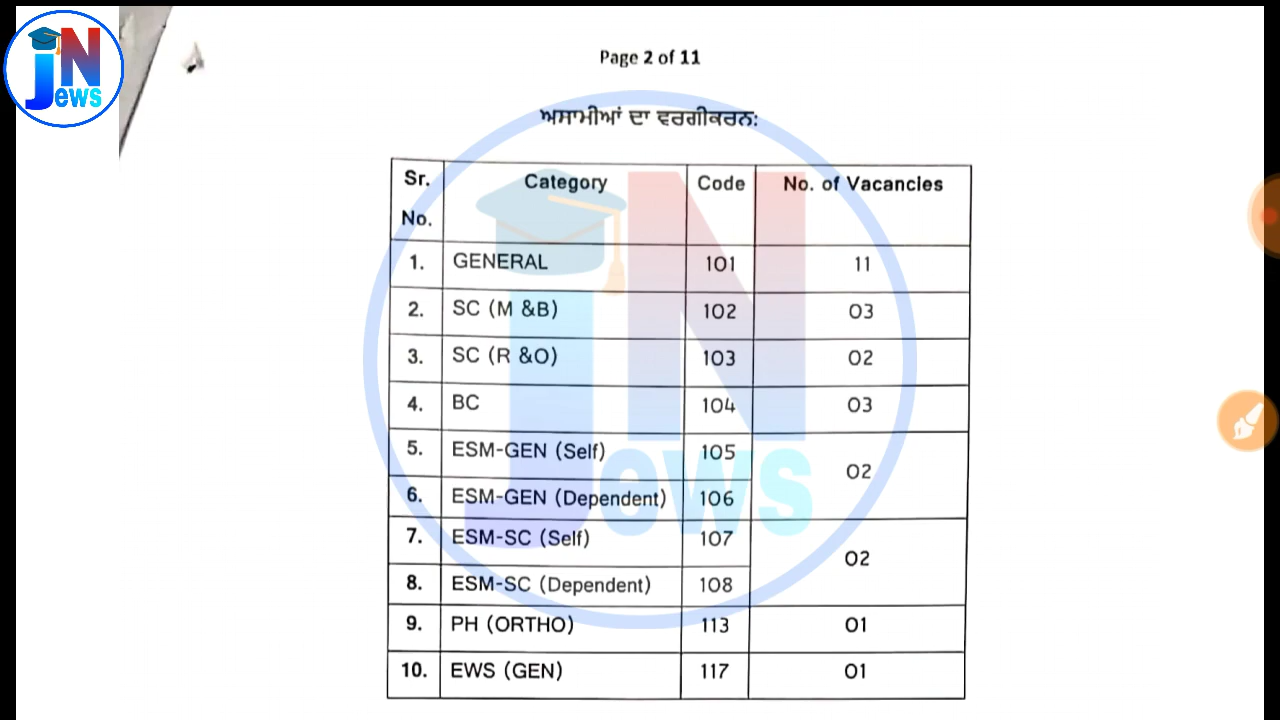 JN
Jews
Page 2 of 11
ਅਸਾਮੀਆਂ ਦਾ ਵਰਗੀਕਰਨ:
Sr. No. Category Code No. of Vacancies
1. GENERAL 101 11
2. SC (M &B) 102 03
3. SC (R &O) 103 02
4. BC 104 03
5. ESM-GEN (Self) 105 02
6. ESM-GEN (Dependent) 106
7. ESM-SC (Self) 107 02
8. ESM-SC (Dependent) 108
9. PH (ORTHO) 113 01
10. EWS (GEN) 117 01
JN
Jews